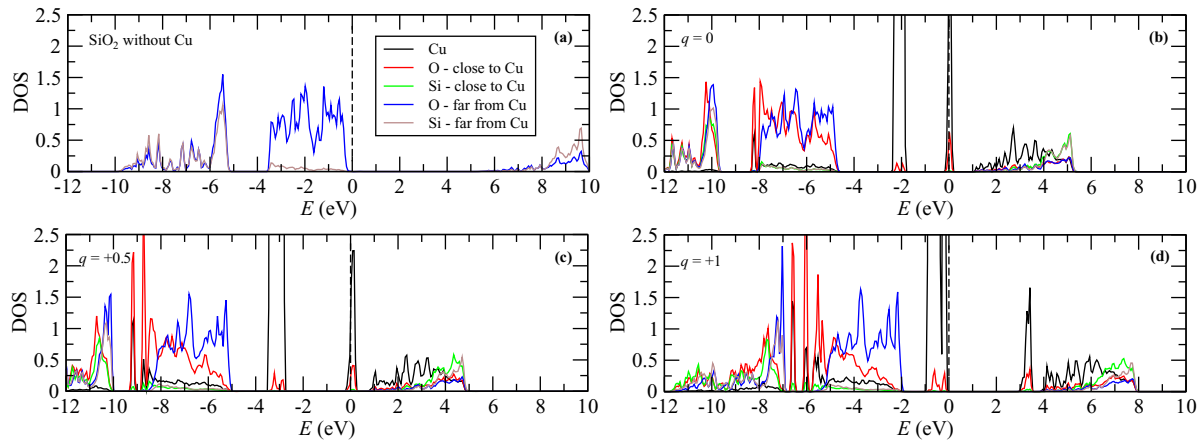 SiO2 without Cu
(a)
Cu
O - close to Cu
Si - close to Cu
O - far from Cu
Si - far from Cu
DOS
2.5
2
1.5
1
0.5
0
-12 -10 -8 -6 -4 -2 0 2 4 6 8 10
E (eV)
q = 0
(b)
DOS
2.5
2
1.5
1
0.5
0
-12 -10 -8 -6 -4 -2 0 2 4 6 8 10
E (eV)
q = +0.5
(c)
DOS
2.5
2
1.5
1
0.5
0
-12 -10 -8 -6 -4 -2 0 2 4 6 8 10
E (eV)
q = +1
(d)
DOS
2.5
2
1.5
1
0.5
0
-12 -10 -8 -6 -4 -2 0 2 4 6 8 10
E (eV)